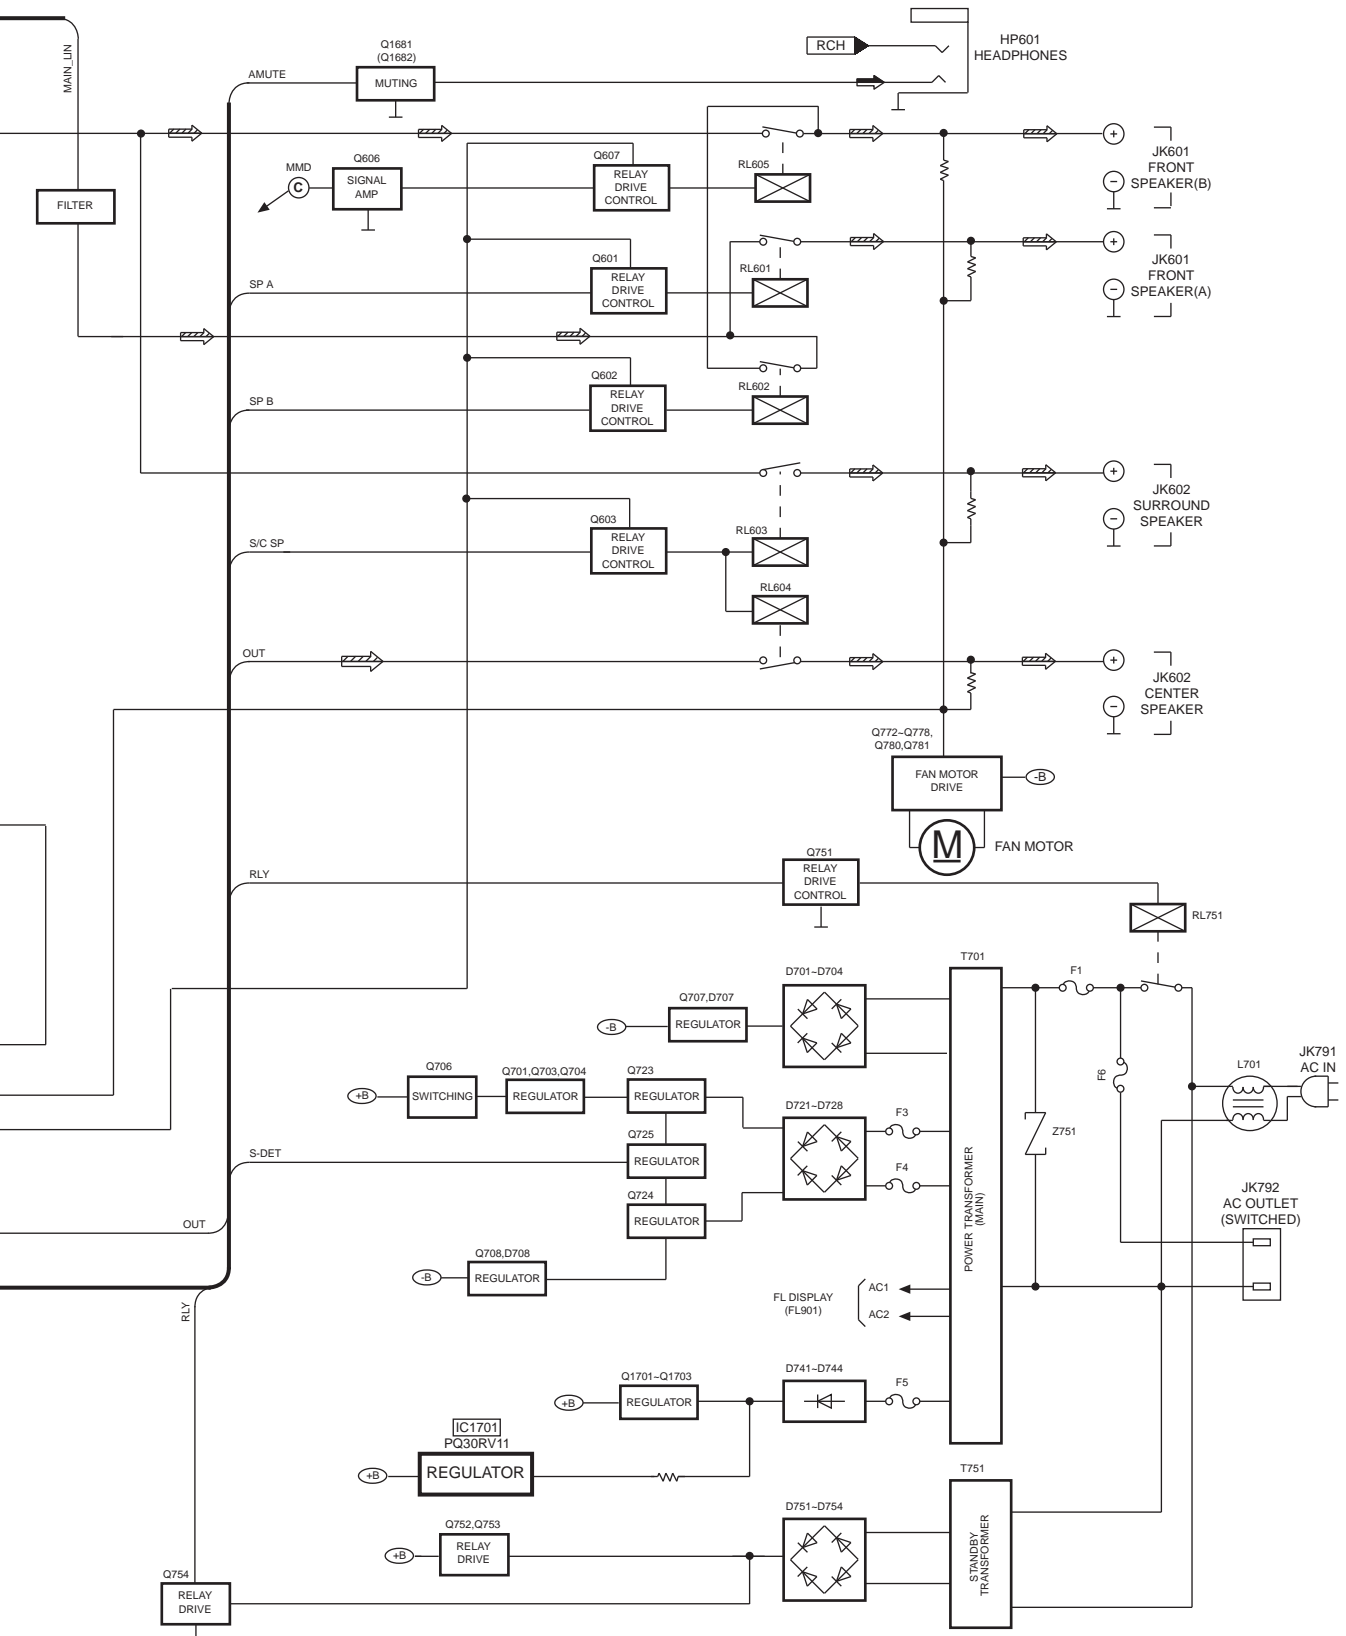 MAIN_LIN
Q1681
(Q1682)
AMUTE
MUTING
RCH
HP601
HEADPHONES
MMD
C
Q606
SIGNAL
AMP
Q607
RELAY
DRIVE
CONTROL
RL605
+
JK601
FRONT
−
SPEAKER(B)
FILTER
Q601
RELAY
DRIVE
CONTROL
RL601
SP A
+
JK601
FRONT
−
SPEAKER(A)
Q602
RELAY
DRIVE
CONTROL
RL602
SP B
Q603
RELAY
DRIVE
CONTROL
RL603
S/C SP
RL604
+
JK602
SURROUND
−
SPEAKER
OUT
+
JK602
CENTER
−
SPEAKER
Q772~Q778,
Q780,Q781
FAN MOTOR
DRIVE
-B
M
FAN MOTOR
RLY
Q751
RELAY
DRIVE
CONTROL
RL751
T701
POWER TRANSFORMER
(MAIN)
F1
D701~D704
Q707,D707
-B
REGULATOR
F6
L701
JK791
AC IN
Q706
+B
SWITCHING
Q701,Q703,Q704
REGULATOR
Q723
REGULATOR
D721~D728
F3
F4
Z751
Q725
REGULATOR
S-DET
Q724
REGULATOR
OUT
Q708,D708
-B
REGULATOR
JK792
AC OUTLET
(SWITCHED)
RLY
FL DISPLAY
(FL901)
AC1
AC2
Q1701~Q1703
+B
REGULATOR
D741~D744
F5
IC1701
PQ30RV11
+B
REGULATOR
T751
STANDBY
TRANSFORMER
D751~D754
Q752,Q753
+B
RELAY
DRIVE
Q754
RELAY
DRIVE